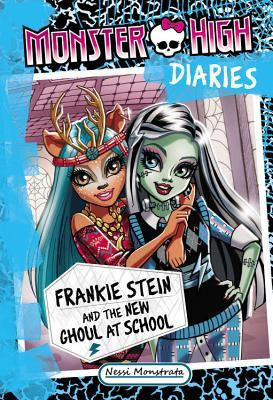 MONSTER HIGH
DIARIES
FRANKIE STEIN
AND THE NEW
GHOUL AT SCHOOL
Nessi Monstrata